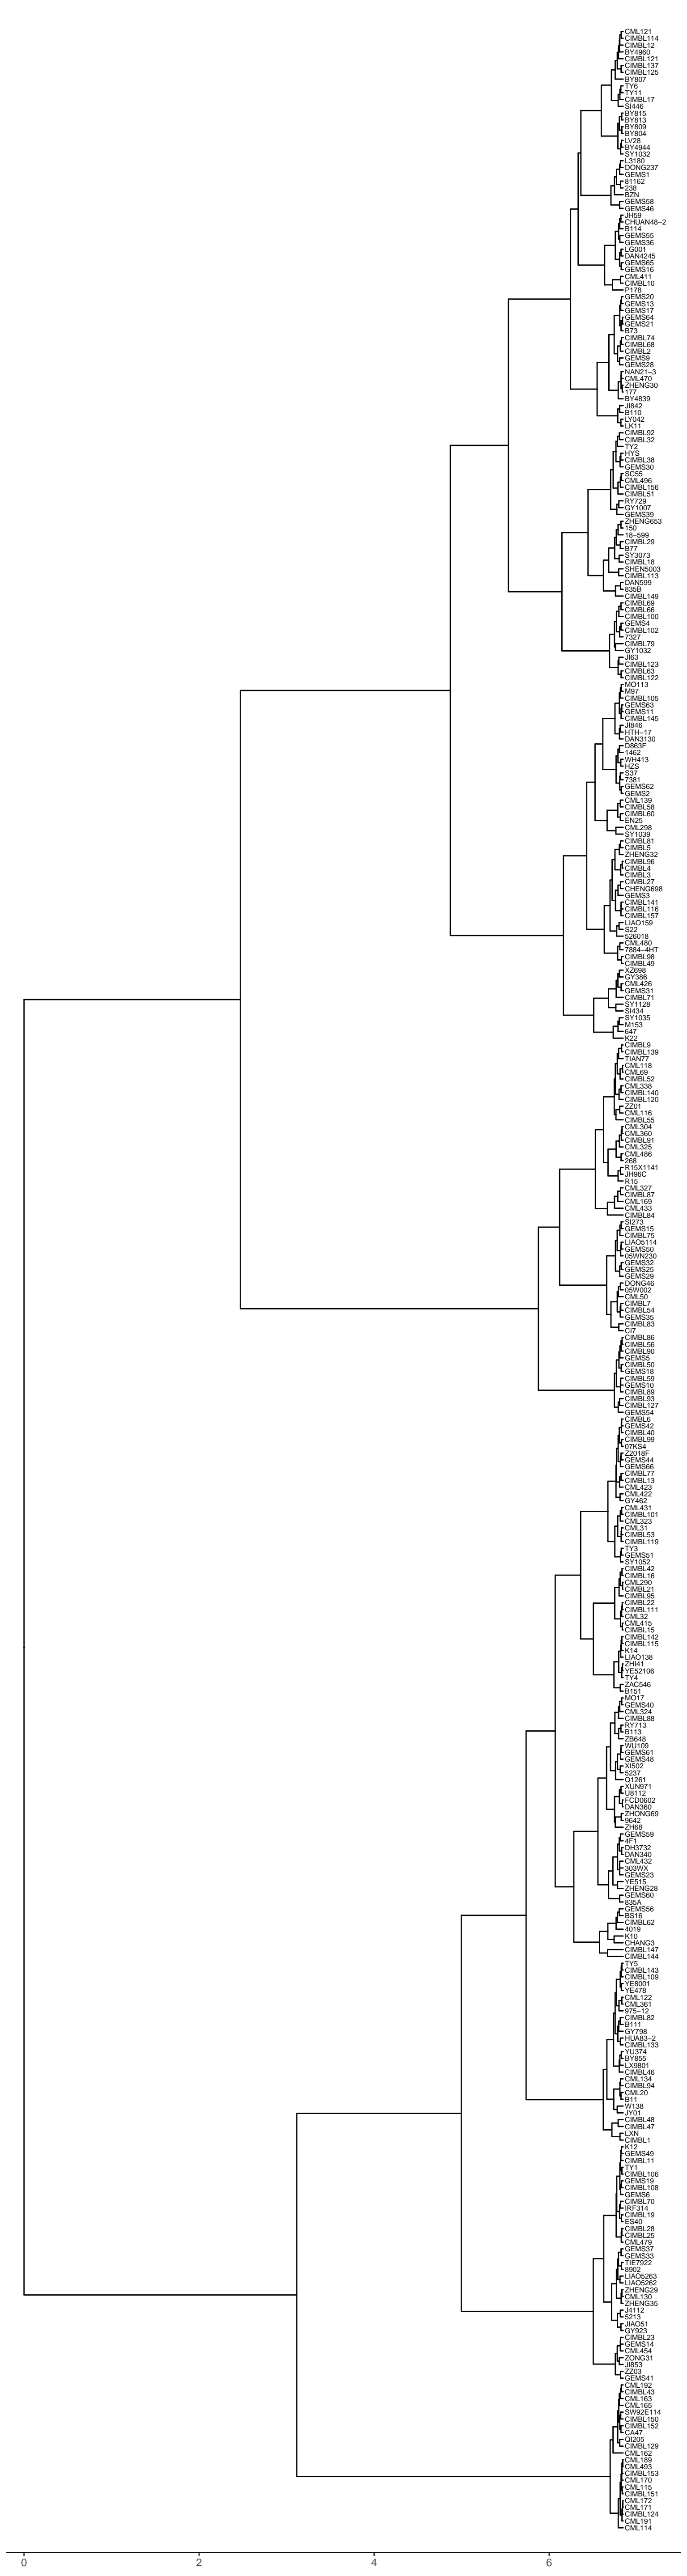 CML121
CIMBL114
CIMBL12
BY4960
CIMBL121
CIMBL137
CIMBL125
BY807
TY6
TY11
CIMBL17
SI446
BY815
BY813
BY809
BY804
LV28
BY4944
SY1032
L3180
DONG237
GEMS1
81162
238
BZN
GEMS58
GEMS46
JH59
CHUAN48−2
B114
GEMS55
GEMS36
LG001
DAN4245
GEMS65
GEMS16
CML411
CIMBL10
P178
GEMS20
GEMS13
GEMS17
GEMS64
GEMS21
B73
CIMBL74
CIMBL68
CIMBL2
GEMS9
GEMS28
NAN21−3
CML470
ZHENG30
177
BY4839
JI842
B110
LY042
LK11
CIMBL92
CIMBL32
TY2
HYS
CIMBL38
GEMS30
SC55
CML496
CIMBL156
CIMBL51
RY729
GY1007
GEMS39
ZHENG653
150
18−599
CIMBL29
B77
SY3073
CIMBL18
SHEN5003
CIMBL113
DAN599
835B
CIMBL149
CIMBL69
CIMBL66
CIMBL100
GEMS4
CIMBL102
7327
CIMBL79
GY1032
JI63
CIMBL123
CIMBL63
CIMBL122
MO113
M97
CIMBL105
GEMS63
GEMS11
CIMBL145
JI846
HTH−17
DAN3130
D863F
1462
WH413
HZS
S37
7381
GEMS62
GEMS2
CML139
CIMBL58
CIMBL60
EN25
CML298
SY1039
CIMBL81
CIMBL5
ZHENG32
CIMBL96
CIMBL4
CIMBL3
CIMBL27
CHENG698
GEMS3
CIMBL141
CIMBL116
CIMBL157
LIAO159
S22
526018
CML480
7884−4HT
CIMBL98
CIMBL49
XZ698
GY386
CML426
GEMS31
CIMBL71
SY1128
SI434
SY1035
M153
647
K22
CIMBL9
CIMBL139
TIAN77
CML118
CML69
CIMBL52
CML338
CIMBL140
CIMBL120
ZZ01
CML116
CIMBL55
CML304
CML360
CIMBL91
CML325
CML486
268
R15X1141
JH96C
R15
CML327
CIMBL87
CML169
CML433
CIMBL84
SI273
GEMS15
CIMBL75
LIAO5114
GEMS50
05WN230
GEMS32
GEMS25
GEMS29
DONG46
05W002
CML50
CIMBL7
CIMBL54
GEMS35
CIMBL83
CI7
CIMBL86
CIMBL56
CIMBL90
GEMS5
CIMBL50
GEMS18
CIMBL59
GEMS10
CIMBL89
CIMBL93
CIMBL127
GEMS54
CIMBL6
GEMS42
CIMBL40
CIMBL99
07KS4
Z2018F
GEMS44
GEMS66
CIMBL77
CIMBL13
CML423
CML422
GY462
CML431
CIMBL101
CML323
CML31
CIMBL53
CIMBL119
TY3
GEMS51
SY1052
CIMBL42
CIMBL16
CML290
CIMBL21
CIMBL95
CIMBL22
CIMBL111
CML32
CML415
CIMBL15
CIMBL142
CIMBL115
K14
LIAO138
ZHI41
YE52106
TY4
ZAC546
B151
MO17
GEMS40
CML324
CIMBL88
RY713
B113
ZB648
WU109
GEMS61
GEMS48
XI502
5237
Q1261
XUN971
U8112
FCD0602
DAN360
ZHONG69
9642
ZH68
GEMS59
4F1
DH3732
DAN340
CML432
303WX
GEMS23
YE515
ZHENG28
GEMS60
835A
GEMS56
BS16
CIMBL62
4019
K10
CHANG3
CIMBL147
CIMBL144
TY5
CIMBL143
CIMBL109
YE8001
YE478
CML122
CML361
975−12
CIMBL82
B111
GY798
HUA83−2
CIMBL133
YU374
BY855
LX9801
CIMBL46
CML134
CIMBL94
CML20
B11
W138
JY01
CIMBL48
CIMBL47
LXN
CIMBL1
K12
GEMS49
CIMBL11
TY1
CIMBL106
GEMS19
CIMBL108
GEMS6
CIMBL70
IRF314
CIMBL19
ES40
CIMBL28
CIMBL25
CML479
GEMS37
GEMS33
TIE7922
8902
LIAO5263
LIAO5262
ZHENG29
CML130
ZHENG35
J4112
5213
JIAO51
GY923
CIMBL23
GEMS14
CML454
ZONG31
JI853
ZZ03
GEMS41
CML192
CIMBL43
CML163
CML165
SW92E114
CIMBL150
CIMBL152
CA47
QI205
CIMBL129
CML162
CML189
CML493
CIMBL153
CML170
CML115
CIMBL151
CML172
CML171
CIMBL124
CML191
CML114
0 2 4 6